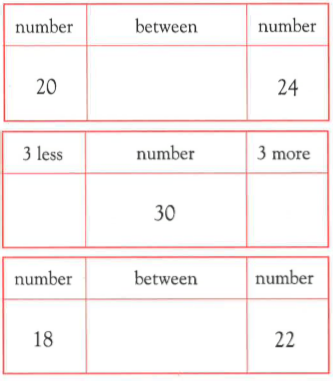 number between number
20 24
3 less number 3 more
30
number between number
18 22